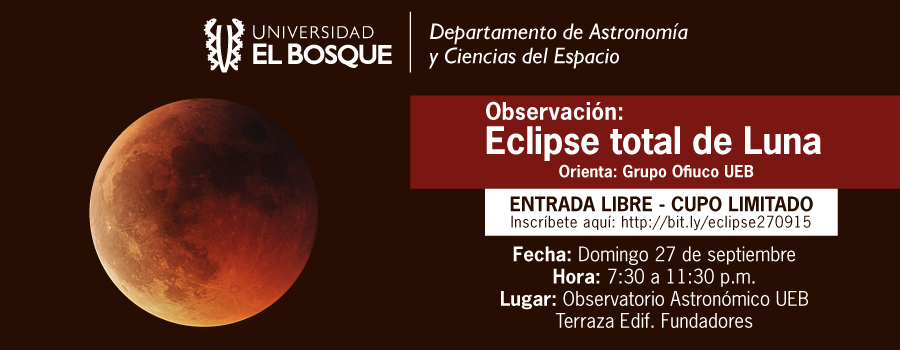 UNIVERSIDAD
EL BOSQUE
Departamento de Astronomía
y Ciencias del Espacio
Observación:
Eclipse total de Luna
Orienta: Grupo Ofiuco UEB
ENTRADA LIBRE - CUPO LIMITADO
Inscríbete aquí: http://bit.ly/eclipse270915
Fecha: Domingo 27 de septiembre
Hora: 7:30 a 11:30 p.m.
Lugar: Observatorio Astronómico UEB
Terraza Edif. Fundadores